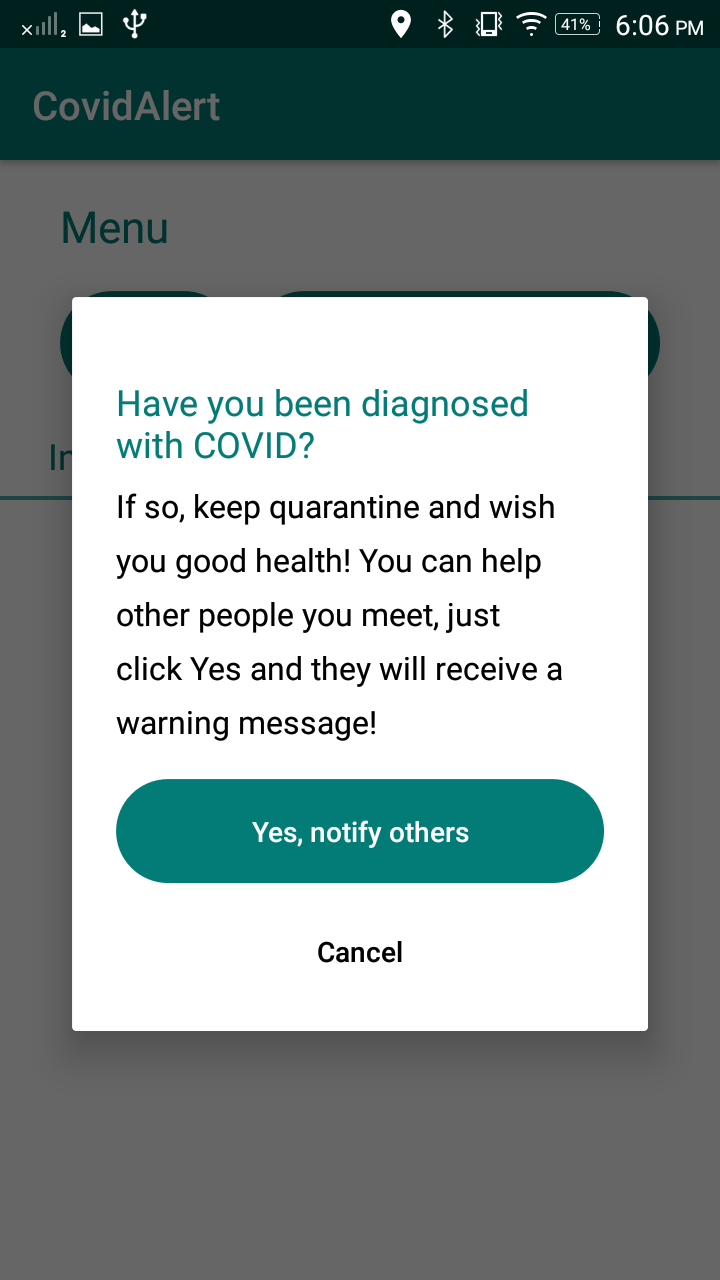 2
41%
6:06 PM
CovidAlert
Menu
Have you been diagnosed
with COVID?
If so, keep quarantine and wish
you good health! You can help
other people you meet, just
click Yes and they will receive a
warning message!
Yes, notify others
Cancel